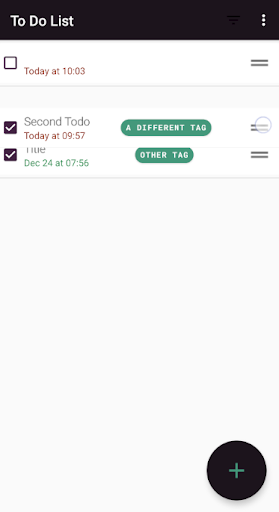 To Do List
Today at 10:03
Second Todo
A DIFFERENT TAG
Today at 09:57
Title
OTHER TAG
Dec 24 at 07:56